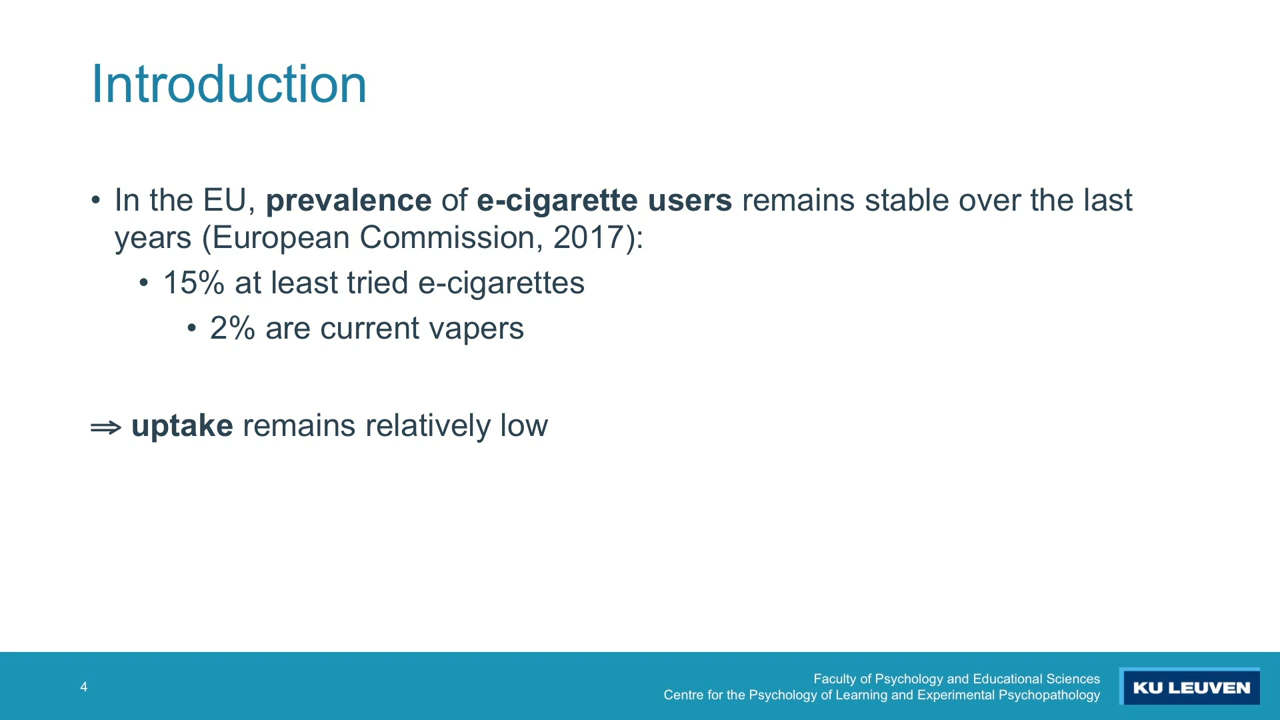 Introduction
• In the EU, prevalence of e-cigarette users remains stable over the last
years (European Commission, 2017):
• 15% at least tried e-cigarettes
• 2% are current vapers
⇒ uptake remains relatively low
4
Faculty of Psychology and Educational Sciences
Centre for the Psychology of Learning and Experimental Psychopathology
KU LEUVEN